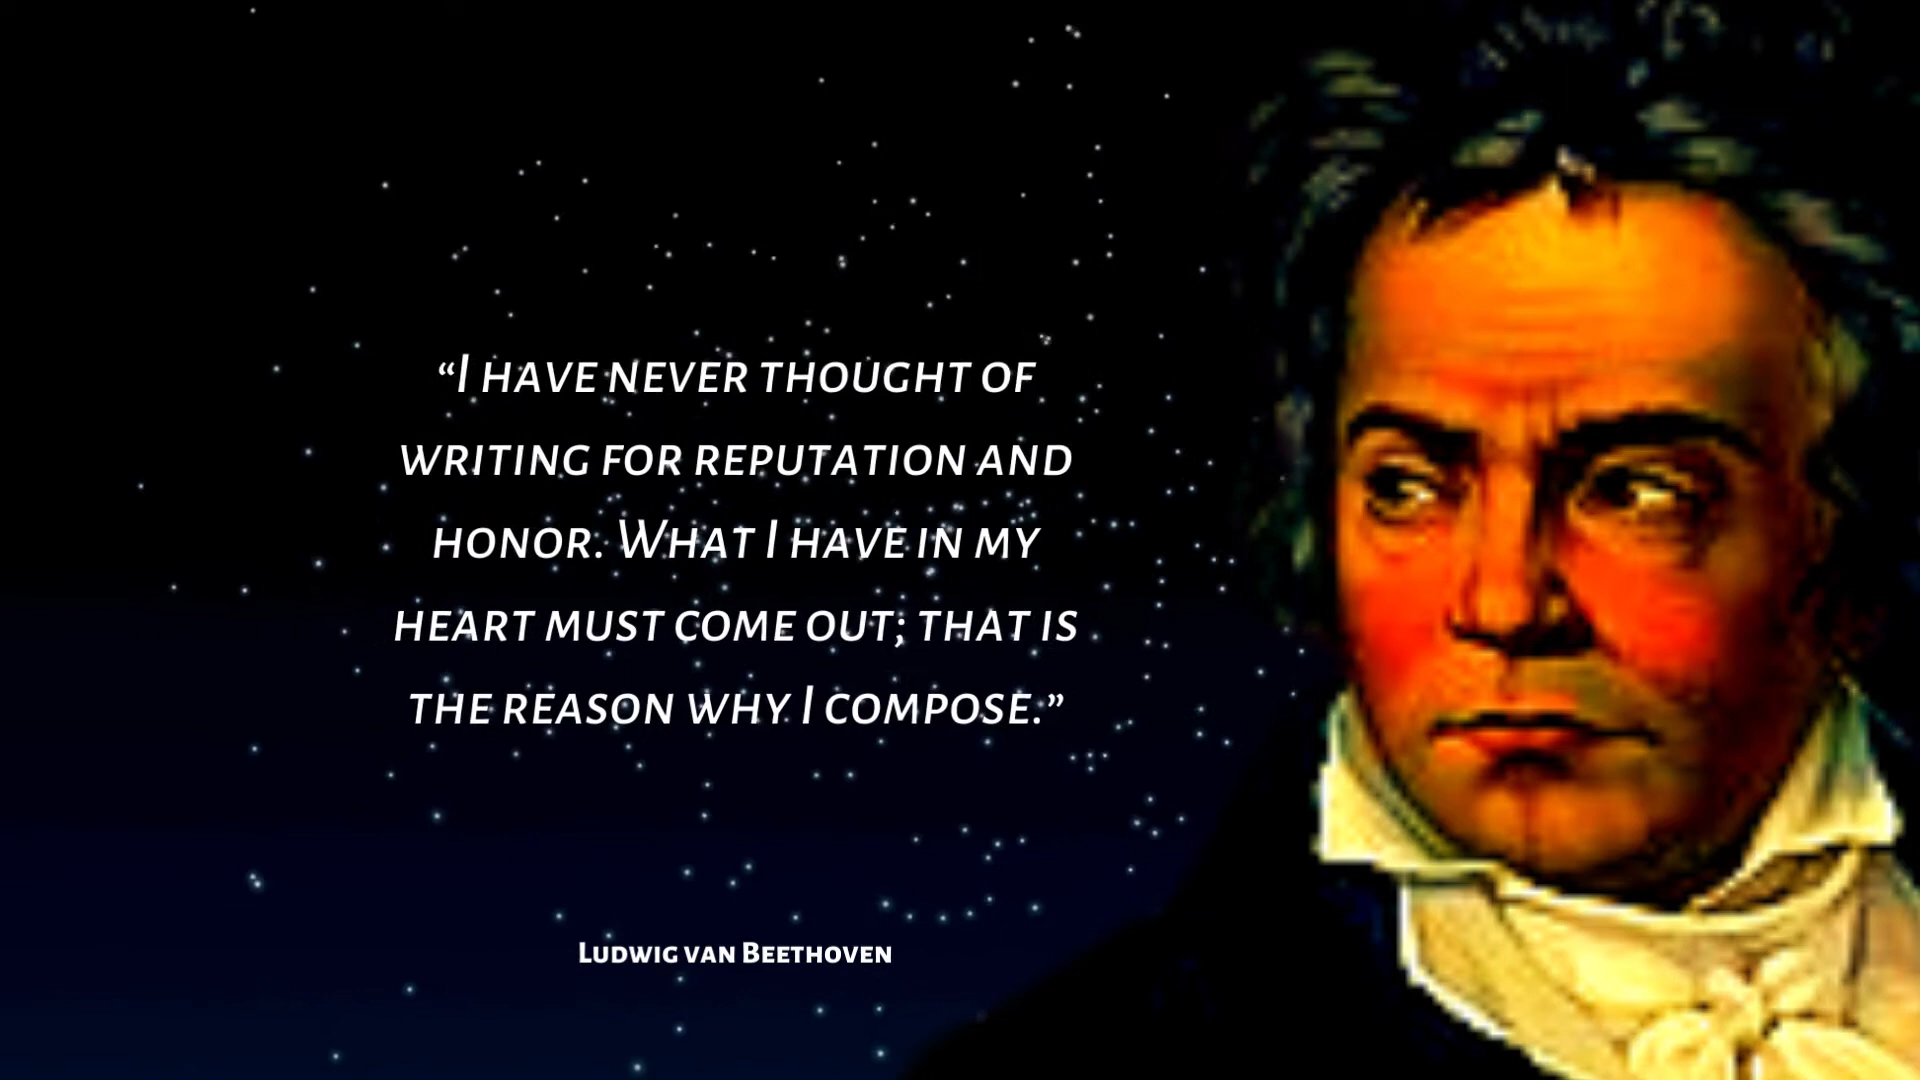 “I have never thought of
writing for reputation and
honor. What I have in my
heart must come out; that is
the reason why I compose.”
Ludwig van Beethoven